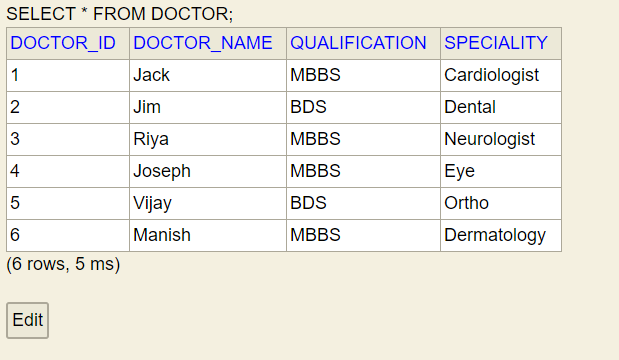 SELECT * FROM DOCTOR;
DOCTOR_ID DOCTOR_NAME QUALIFICATION SPECIALITY
1 Jack MBBS Cardiologist
2 Jim BDS Dental
3 Riya MBBS Neurologist
4 Joseph MBBS Eye
5 Vijay BDS Ortho
6 Manish MBBS Dermatology
(6 rows, 5 ms)
Edit